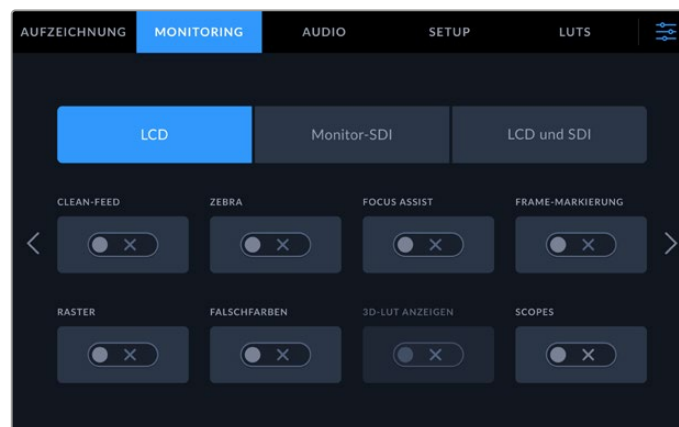 AUFZEICHNUNG MONITORING AUDIO SETUP LUTS
LCD Monitor-SDI LCD und SDI
CLEAN-FEED ZEBRA FOCUS ASSIST FRAME-MARKIERUNG
RASTER FALSCHFARBEN 3D-LUT ANZEIGEN SCOPES